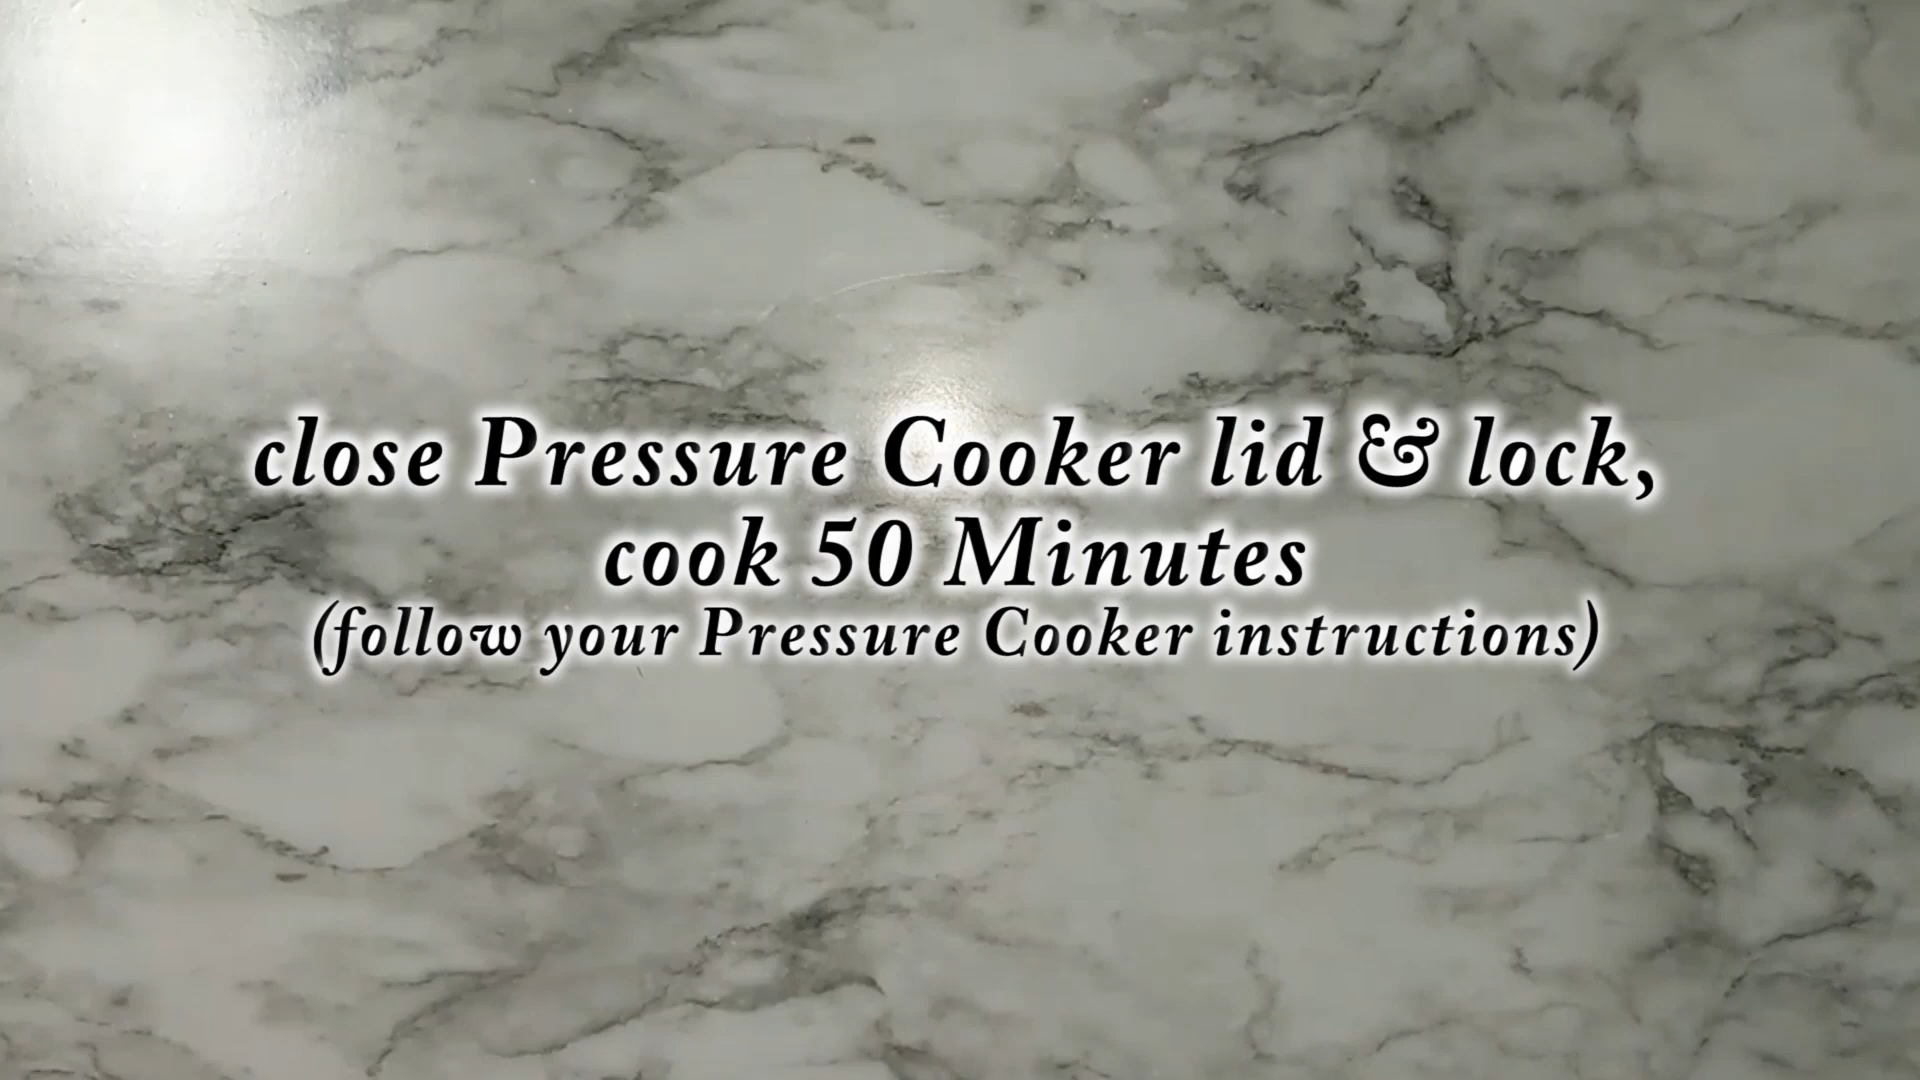 close Pressure Cooker lid & lock,
cook 50 Minutes
(follow your Pressure Cooker instructions)